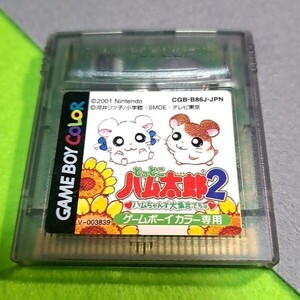 ©2001 Nintendo
CGB-B86J-JPN
©河井リツ子/小学館・SMDE・テレビ東京
GAME BOY COLOR
とっとこ
ハム太郎2
ハムちゃんず大集合でちゅ
ゲームボーイカラー専用
V-003839